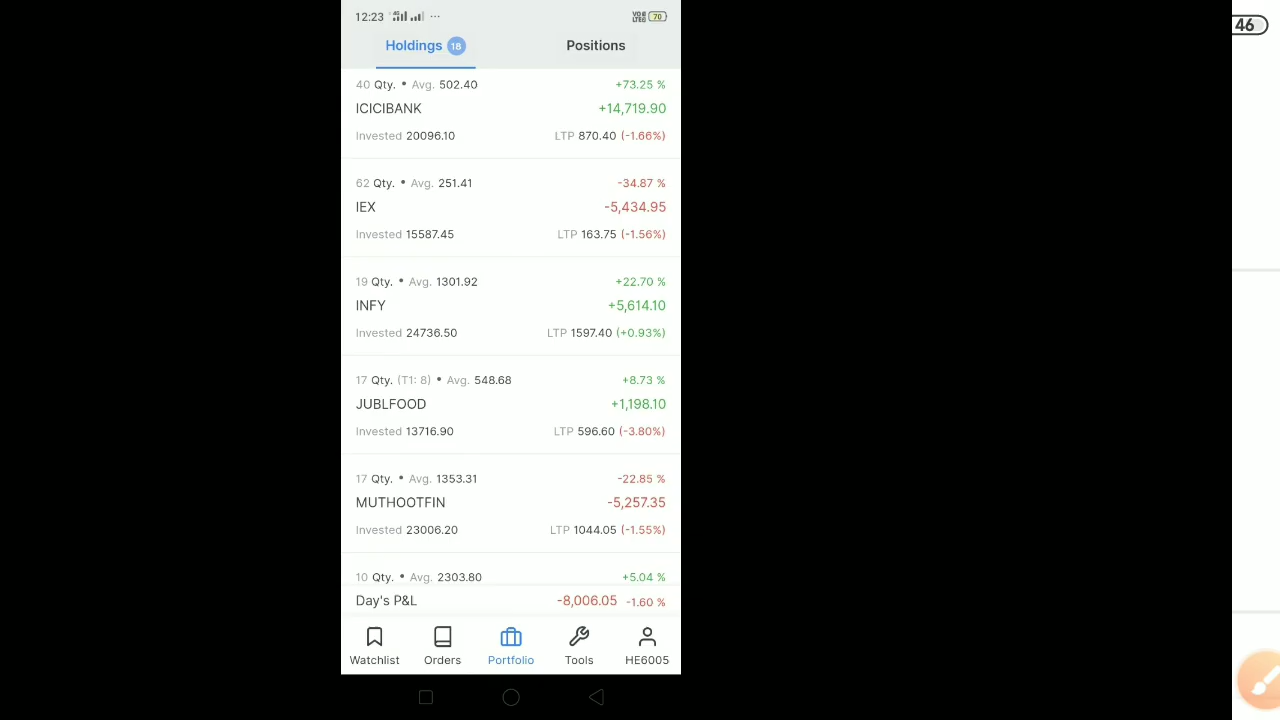 12:23 4G ...
VoD LTE 70
46
Holdings 18 Positions
40 Qty. • Avg. 502.40 +73.25 %
ICICIBANK +14,719.90
Invested 20096.10 LTP 870.40 (-1.66%)
62 Qty. • Avg. 251.41 -34.87 %
IEX -5,434.95
Invested 15587.45 LTP 163.75 (-1.56%)
19 Qty. • Avg. 1301.92 +22.70 %
INFY +5,614.10
Invested 24736.50 LTP 1597.40 (+0.93%)
17 Qty. (T1: 8) • Avg. 548.68 +8.73 %
JUBLFOOD +1,198.10
Invested 13716.90 LTP 596.60 (-3.80%)
17 Qty. • Avg. 1353.31 -22.85 %
MUTHOOTFIN -5,257.35
Invested 23006.20 LTP 1044.05 (-1.55%)
10 Qty. • Avg. 2303.80 +5.04 %
Day's P&L -8,006.05 -1.60 %
Watchlist Orders Portfolio Tools HE6005